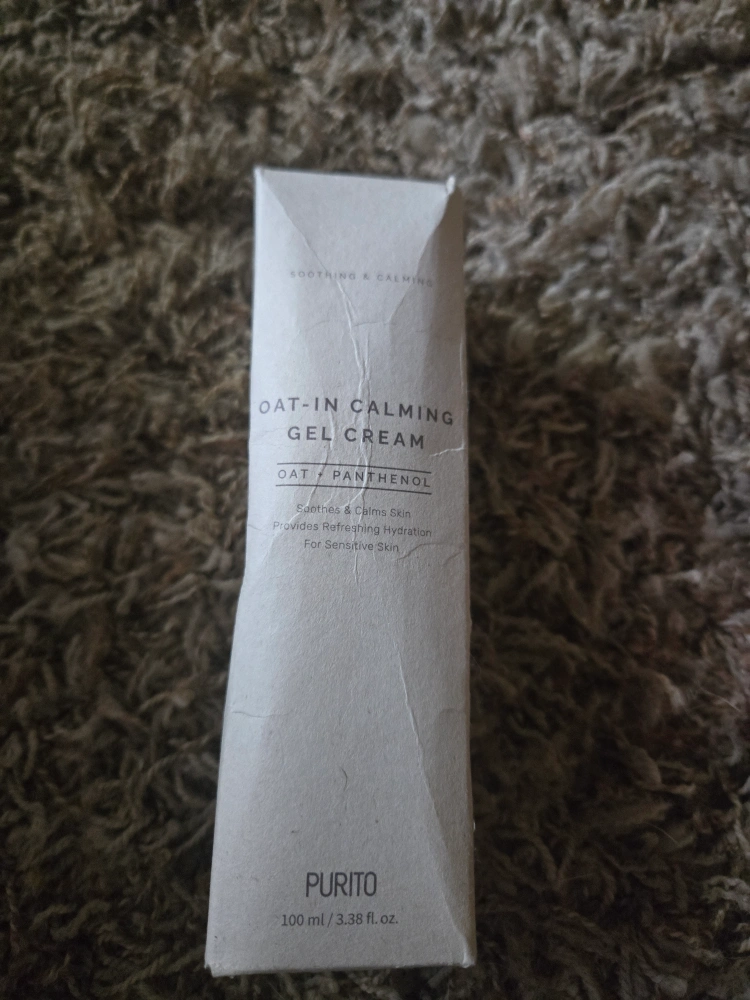 SOOTHING & CALMING
OAT-IN CALMING
GEL CREAM
OAT + PANTHENOL
Soothes & Calms Skin
Provides Refreshing Hydration
For Sensitive Skin
PURITO
100 ml / 3.38 fl. oz.